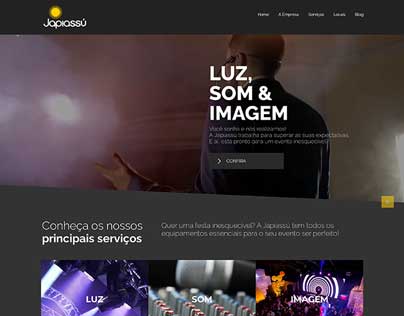 Japiassú
Home A Empresa Serviços Locais Blog
LUZ,
SOM &
IMAGEM
Você sonha e nós realizamos!
A Japiassú trabalha para superar as suas expectativas.
E aí, está pronto para um evento inesquecível?
CONFIRA
Conheça os nossos
principais serviços
Quer uma festa inesquecível? A Japiassú tem todos os
equipamentos essenciais para o seu evento ser perfeito!
LUZ SOM IMAGEM